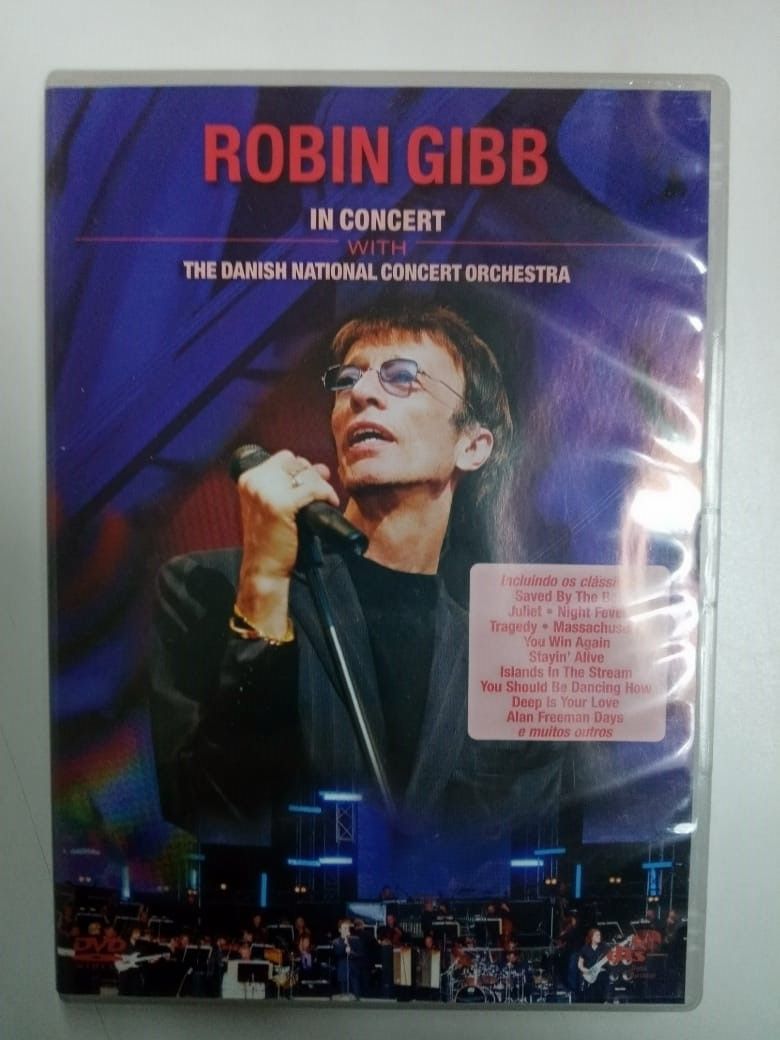 ROBIN GIBB
IN CONCERT
WITH
THE DANISH NATIONAL CONCERT ORCHESTRA
Incluindo os
Saved By The
Juliet • Night
Tragedy •
You Win Again
Stayin' Alive
Islands In The Stream
You Should Be Dancing How
Deep Is Your Love
Alan Freeman Days
e muitos outros
DVD
VIDEO